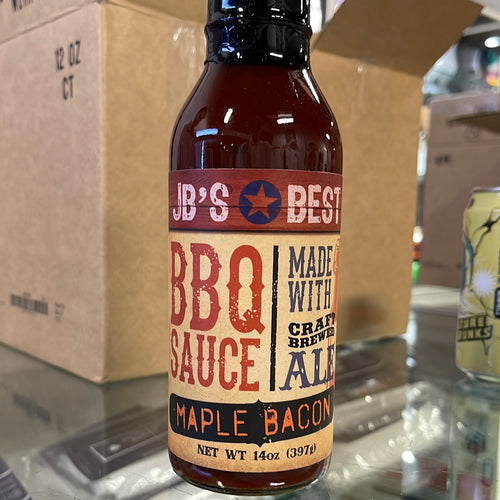 12 OZ
CT
JB'S BEST
BBQ
SAUCE
MADE
WITH
CRAFT
BREWED
ALE
MAPLE BACON
NET WT 14oz (397g)